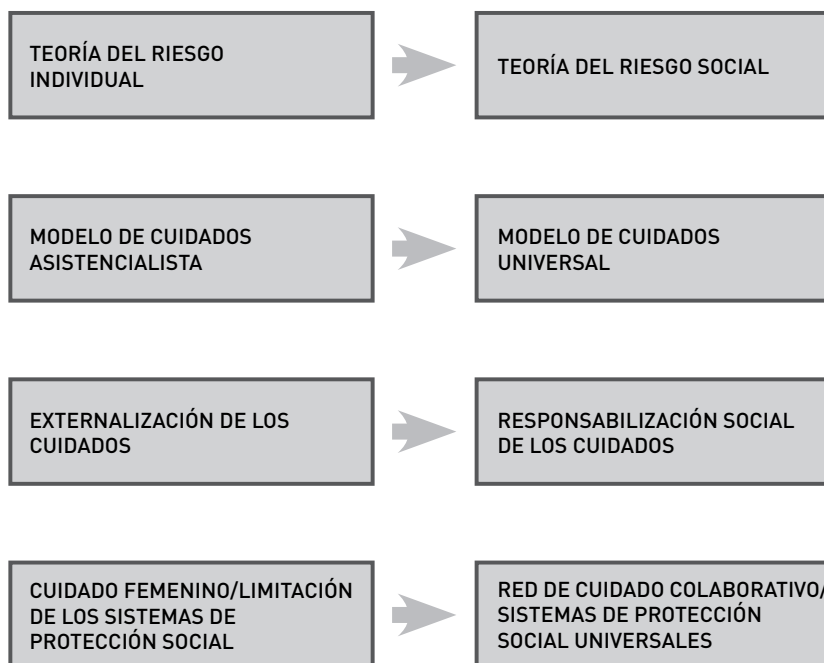 TEORÍA DEL RIESGO
INDIVIDUAL
TEORÍA DEL RIESGO SOCIAL
MODELO DE CUIDADOS
ASISTENCIALISTA
MODELO DE CUIDADOS
UNIVERSAL
EXTERNALIZACIÓN DE LOS
CUIDADOS
RESPONSABILIZACIÓN SOCIAL
DE LOS CUIDADOS
CUIDADO FEMENINO/LIMITACIÓN
DE LOS SISTEMAS DE
PROTECCIÓN SOCIAL
RED DE CUIDADO COLABORATIVO/
SISTEMAS DE PROTECCIÓN
SOCIAL UNIVERSALES